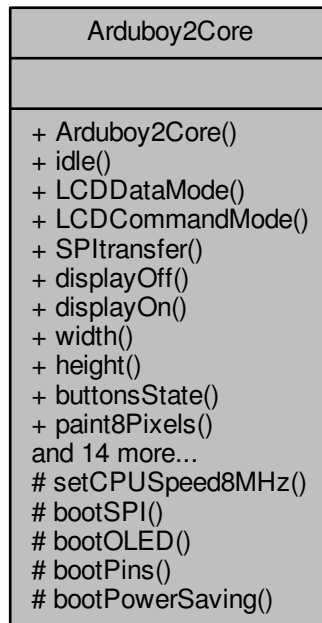 Arduboy2Core
+ Arduboy2Core()
+ idle()
+ LCDDataMode()
+ LCDCommandMode()
+ SPItransfer()
+ displayOff()
+ displayOn()
+ width()
+ height()
+ buttonsState()
+ paint8Pixels()
and 14 more...
# setCPUSpeed8MHz()
# bootSPI()
# bootOLED()
# bootPins()
# bootPowerSaving()